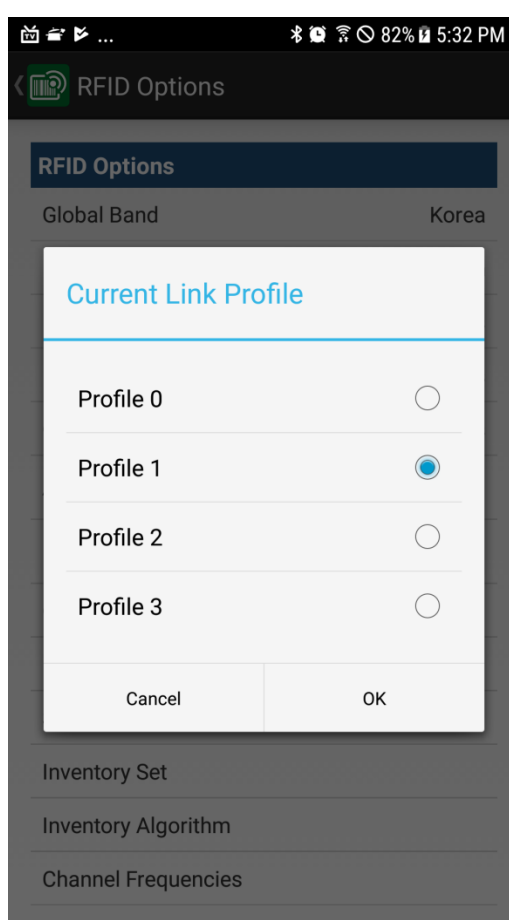 ... 82% 5:32 PM
RFID Options
RFID Options
Global Band Korea
Current Link Profile
Profile 0
Profile 1
Profile 2
Profile 3
Cancel OK
Inventory Set
Inventory Algorithm
Channel Frequencies